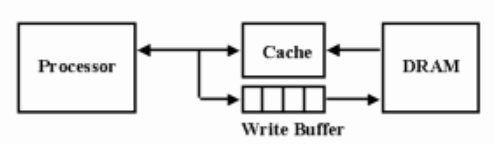 Processor
Cache
DRAM
Write Buffer